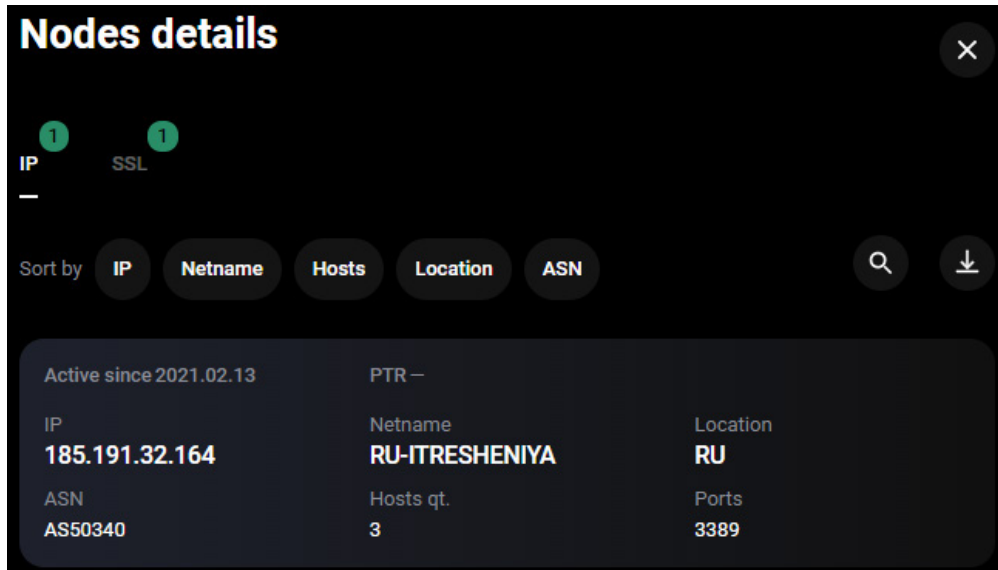 Nodes details
1 1
IP SSL
Sort by IP Netname Hosts Location ASN
Active since 2021.02.13 PTR —
IP Netname Location
185.191.32.164 RU-ITRESHENIYA RU
ASN Hosts qt. Ports
AS50340 3 3389